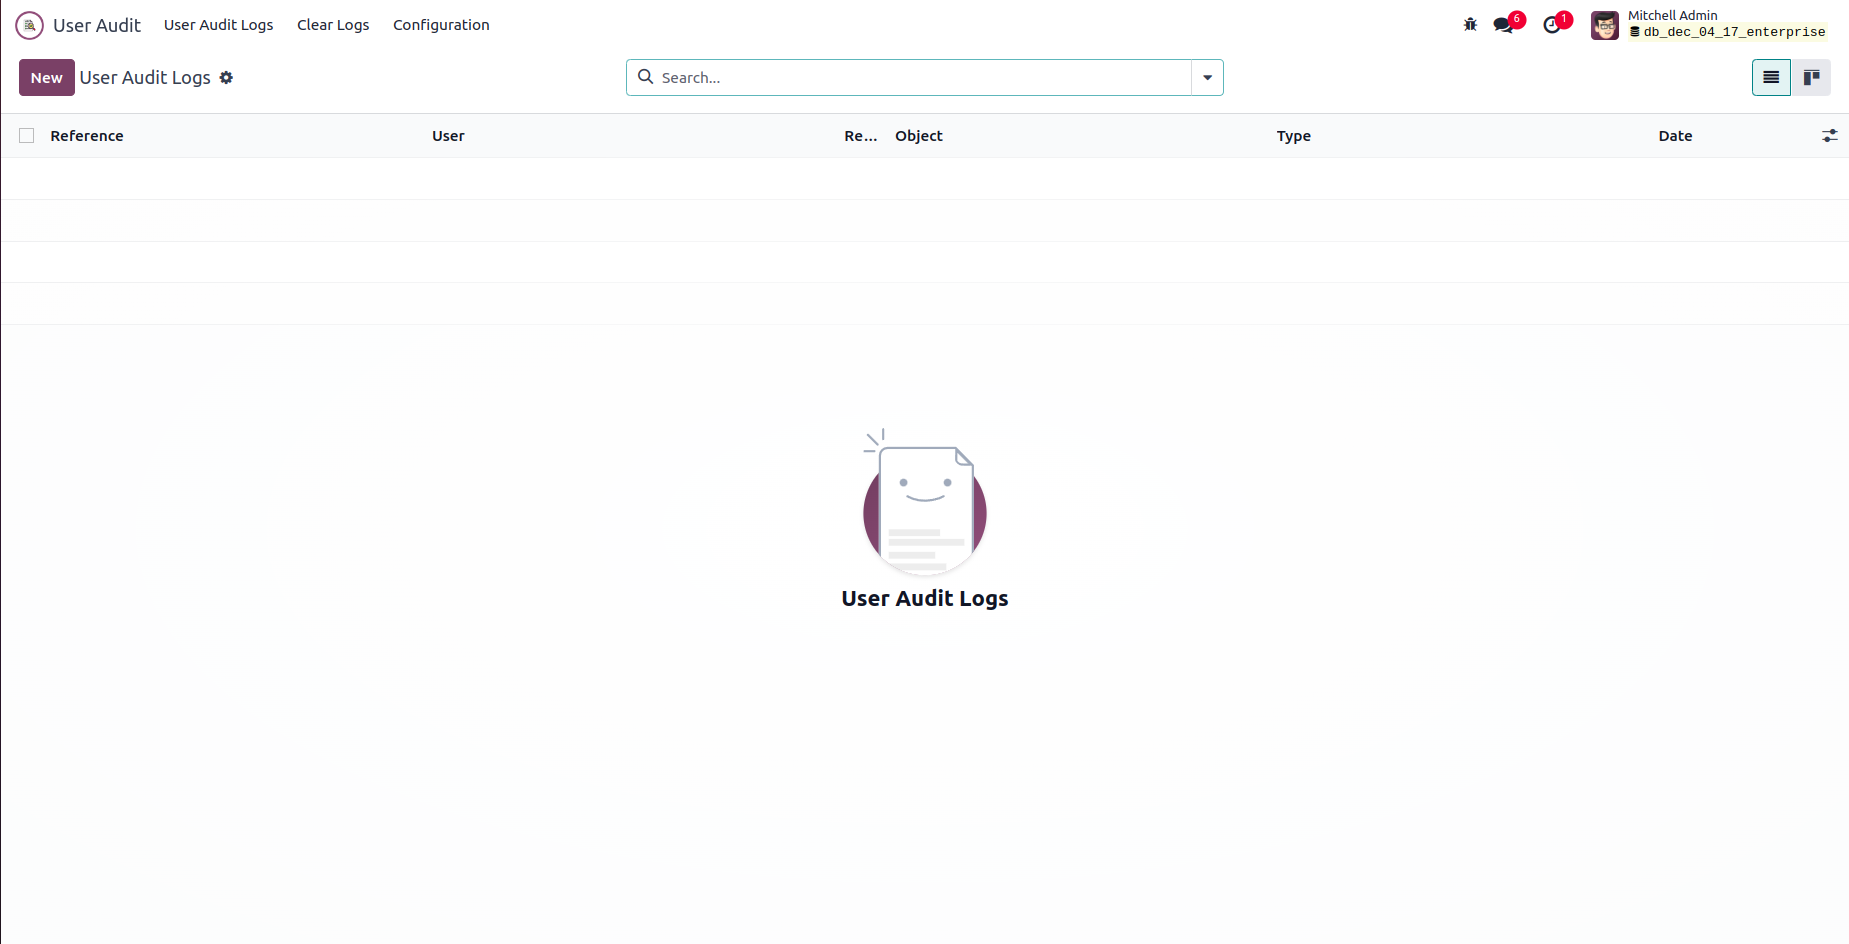 User Audit User Audit Logs Clear Logs Configuration 6 1 Mitchell Admin
db_dec_04_17_enterprise
New User Audit Logs Search...
Reference User Re... Object Type Date
User Audit Logs